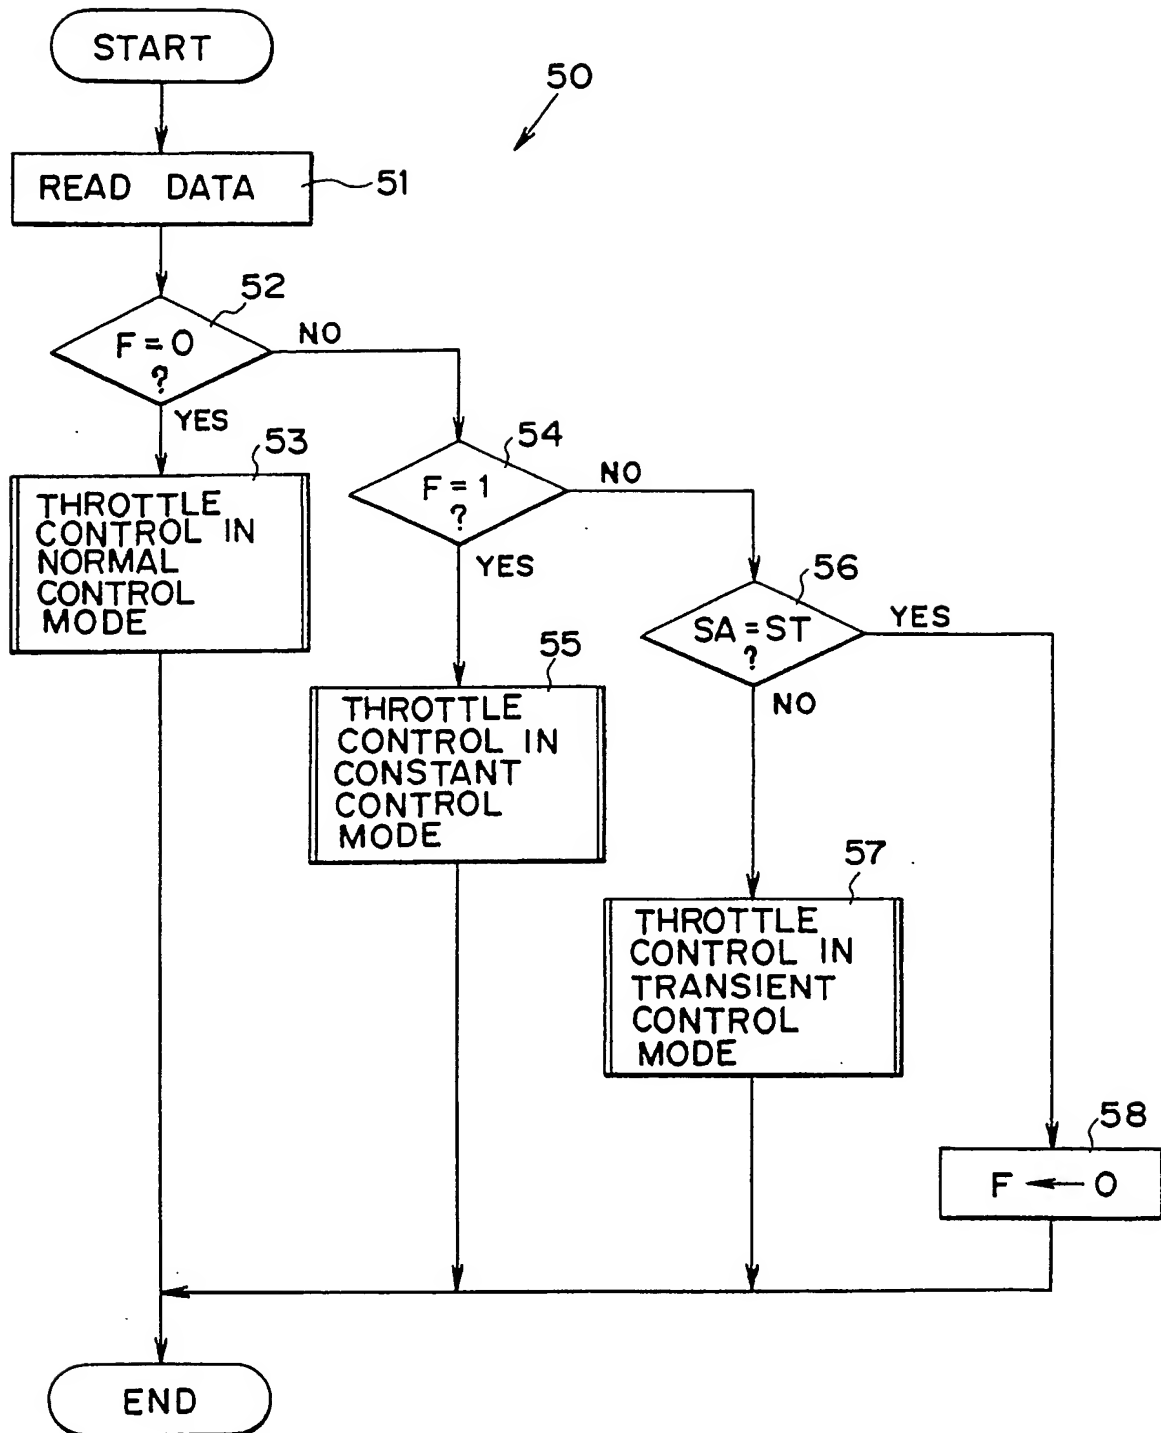 START
50
READ DATA
51
52
F = 0
?
NO
YES
53
THROTTLE
CONTROL IN
NORMAL
CONTROL
MODE
54
F = 1
?
NO
YES
55
THROTTLE
CONTROL IN
CONSTANT
CONTROL
MODE
56
SA = ST
?
YES
NO
57
THROTTLE
CONTROL IN
TRANSIENT
CONTROL
MODE
58
F ← 0
END